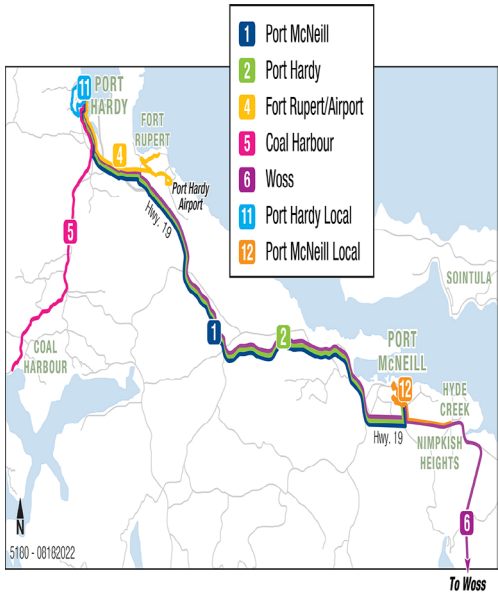 1 Port McNeill
2 Port Hardy
4 Fort Rupert/Airport
5 Coal Harbour
6 Woss
11 Port Hardy Local
12 Port McNeill Local
11 PORT
HARDY
FORT
RUPERT
4
Port Hardy
Airport
Hwy. 19
5
SOINTULA
1
2
COAL
HARBOUR
PORT
MCNEILL
12
HYDE
CREEK
Hwy. 19
NIMPKISH
HEIGHTS
6
N
5180 - 08182022
To Woss